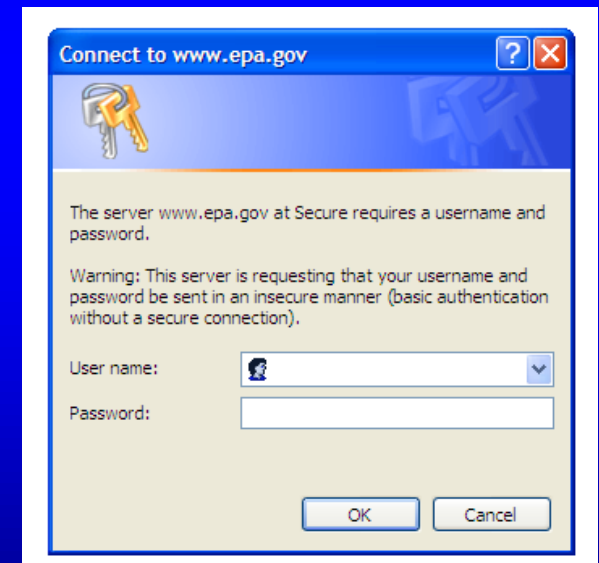 Connect to www.epa.gov
The server www.epa.gov at Secure requires a username and
password.
Warning: This server is requesting that your username and
password be sent in an insecure manner (basic authentication
without a secure connection).
User name:
Password:
OK Cancel